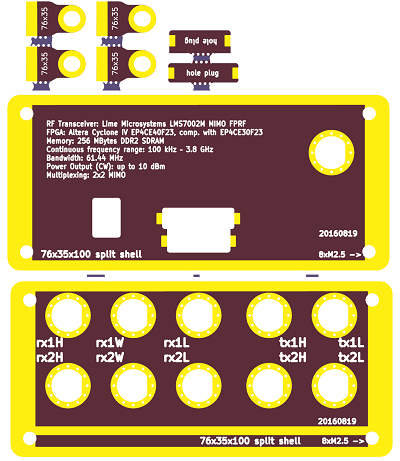 76x35
76x35
hole plug
76x35
76x35
hole plug
RF Transceiver: Lime Microsystems LMS7002M MIMO FPRF
FPGA: Altera Cyclone IV EP4CE40F23, comp. with EP4CE30F23
Memory: 256 MBytes DDR2 SDRAM
Continuous frequency range: 100 kHz - 3.8 GHz
Bandwidth: 61.44 MHz
Power Output (CW): up to 10 dBm
Multiplexing: 2x2 MIMO
20160819
76x35x100 split shell
8xM2.5 ->
rx1H rx1W rx1L tx1H tx1L
rx2H rx2W rx2L tx2H tx2L
20160819
76x35x100 split shell 8xM2.5 ->